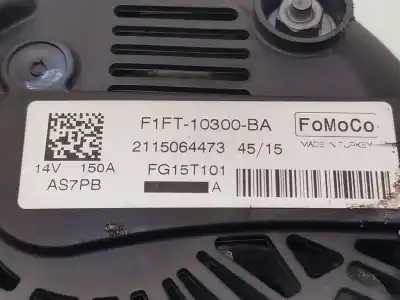 F1FT-10300-BA
FoMoCo
MADE IN TURKEY
2115064473 45/15
14V 150A
FG15T101
AS7PB
A